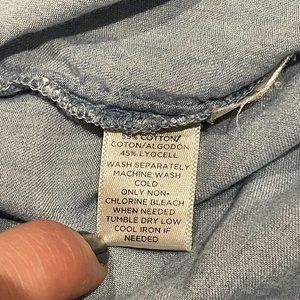 COTTON/
COTON/ALGODÓN
45% LYOCELL
WASH SEPARATELY
MACHINE WASH
COLD
ONLY NON-
CHLORINE BLEACH
WHEN NEEDED
TUMBLE DRY LOW
COOL IRON IF
NEEDED